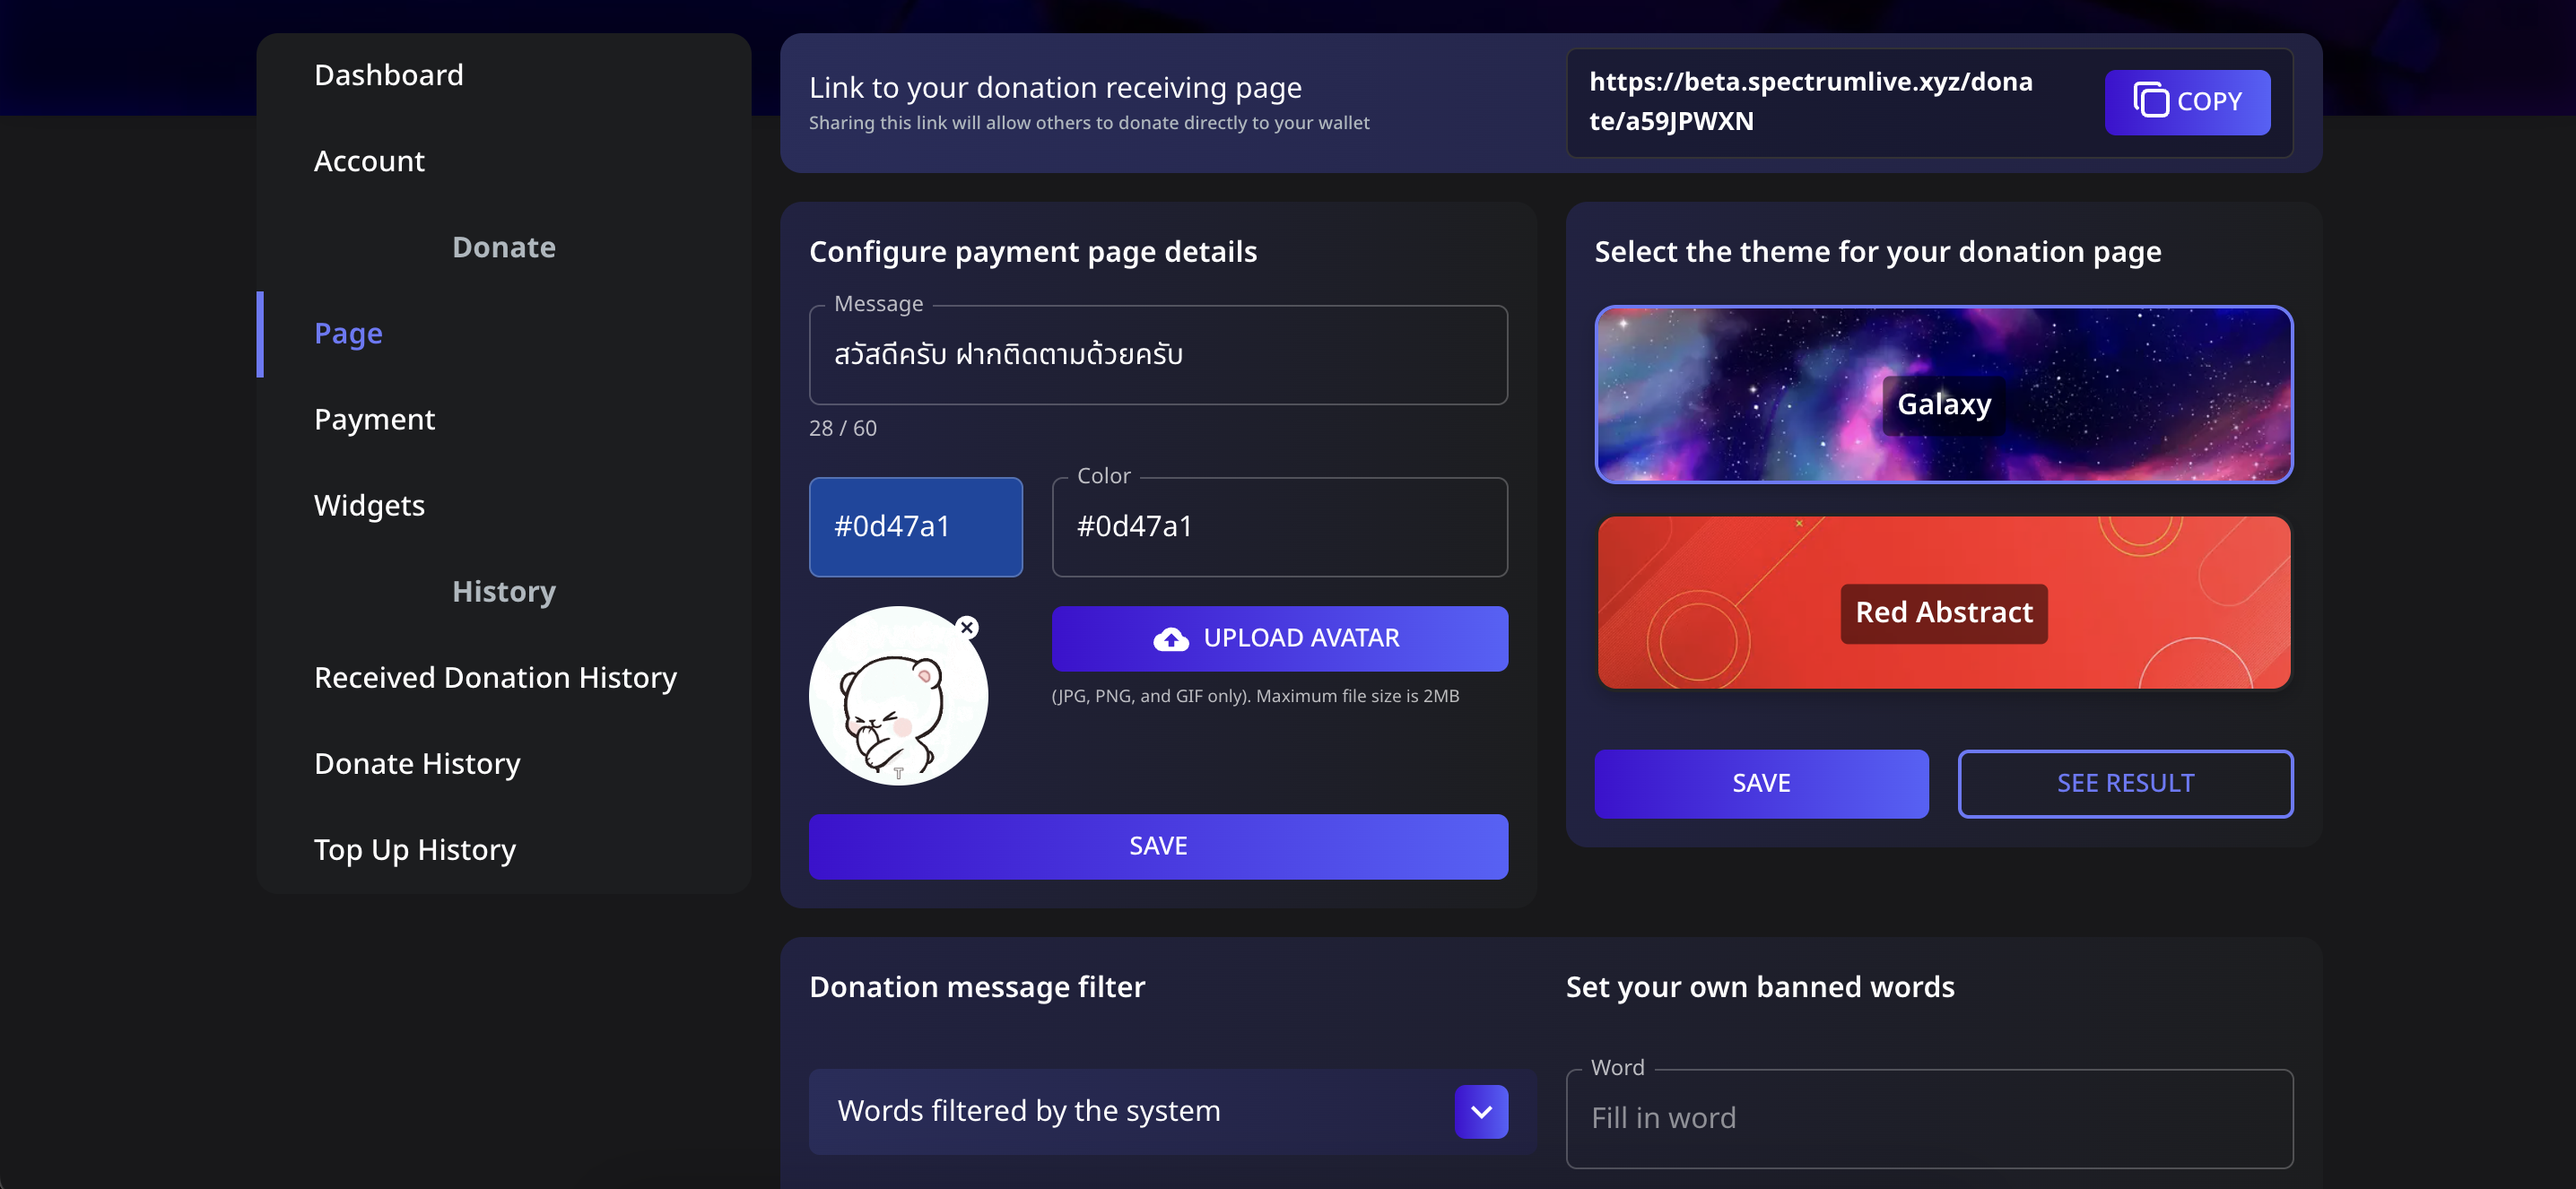 Dashboard
Account
Donate
Page
Payment
Widgets
History
Received Donation History
Donate History
Top Up History
Link to your donation receiving page
Sharing this link will allow others to donate directly to your wallet
https://beta.spectrumlive.xyz/dona
te/a59JPWXN
COPY
Configure payment page details
Message
สวัสดีครับ ฝากติดตามด้วยครับ
28 / 60
#0d47a1
Color
#0d47a1
UPLOAD AVATAR
(JPG, PNG, and GIF only). Maximum file size is 2MB
T
SAVE
Select the theme for your donation page
Galaxy
Red Abstract
SAVE
SEE RESULT
Donation message filter
Words filtered by the system
Set your own banned words
Word
Fill in word